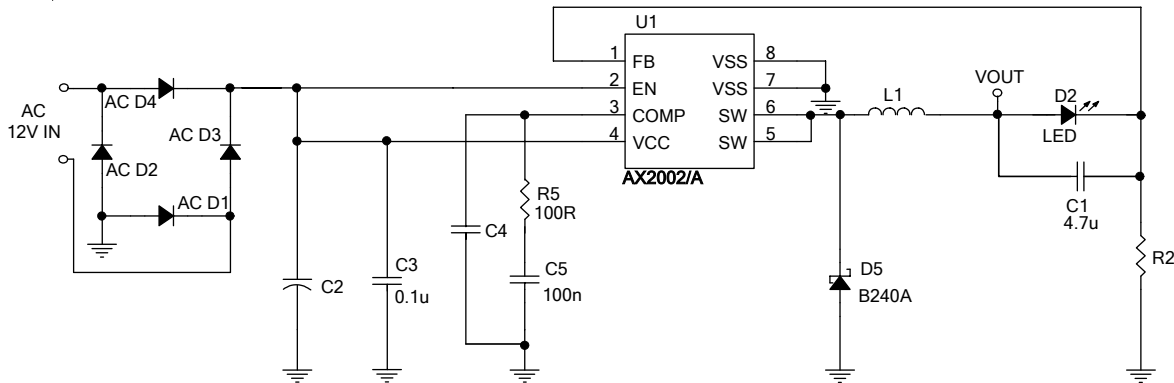 U1
1 FB VSS 8
2 EN VSS 7
3 COMP SW 6
4 VCC SW 5
AX2002/A
AC
12V IN
AC D4
AC D3
AC D2
AC D1
C2
C3
0.1u
C4
R5
100R
C5
100n
L1
VOUT
D2
LED
C1
4.7u
D5
B240A
R2